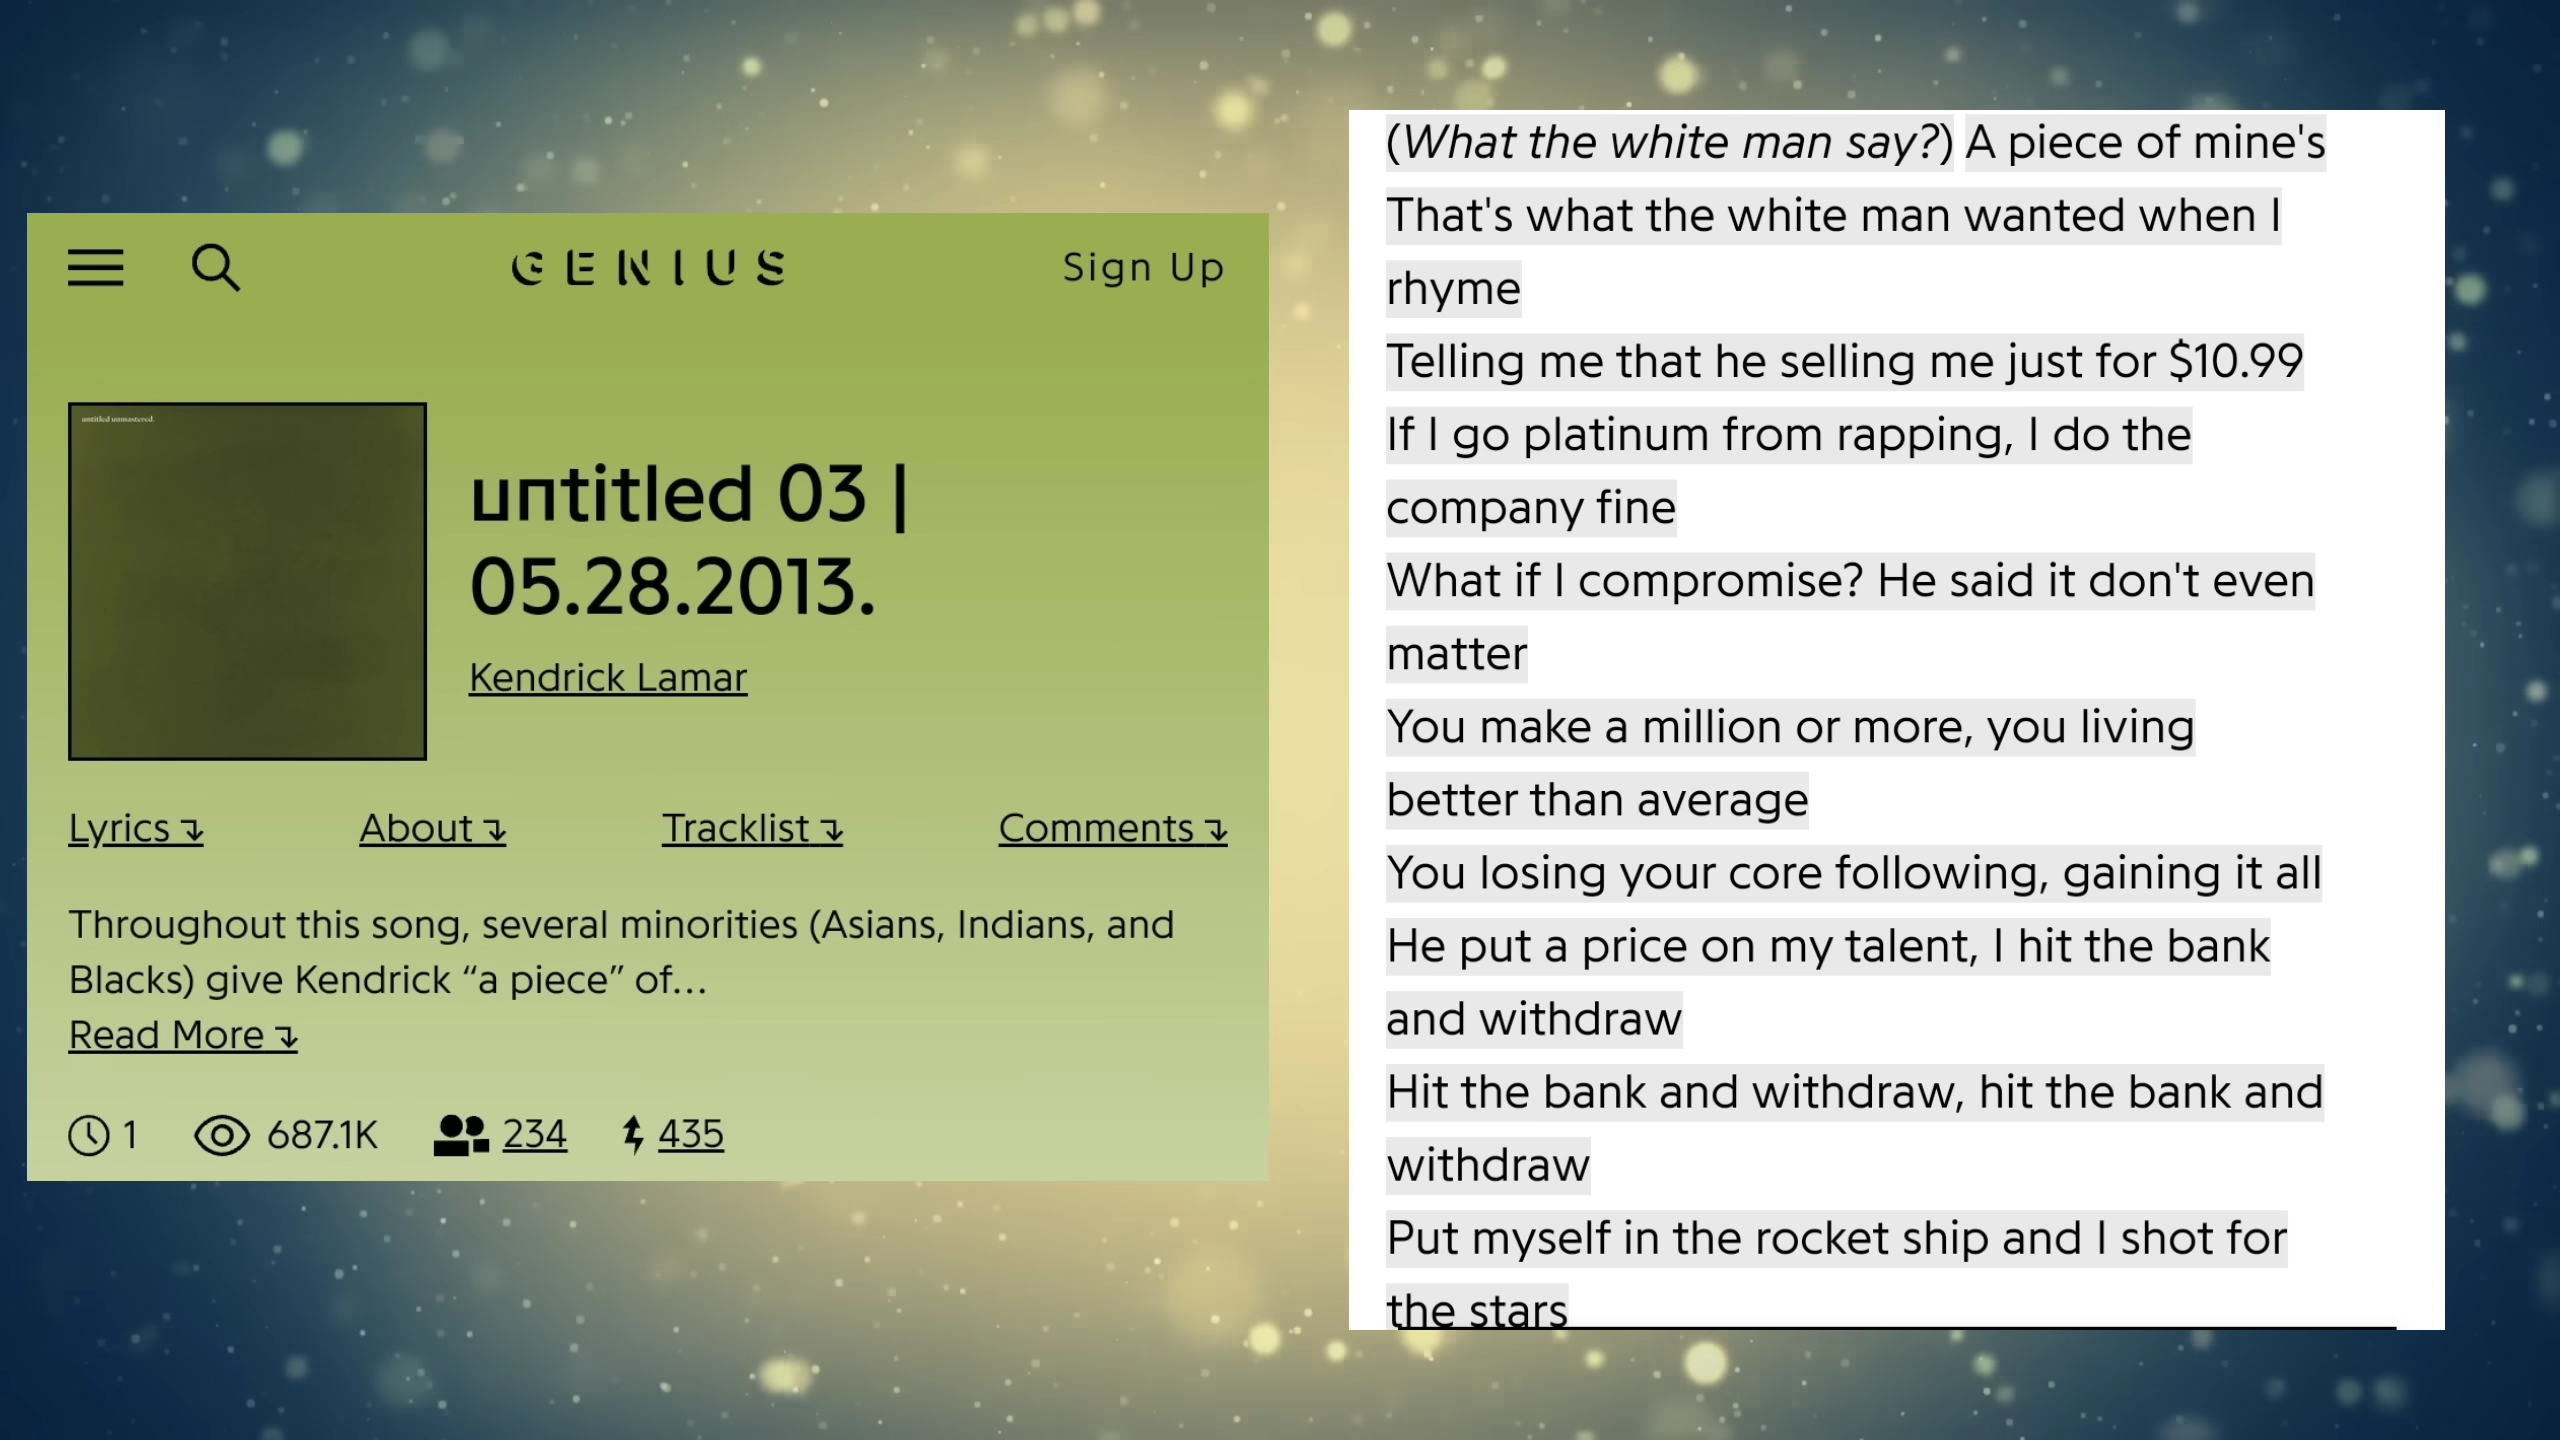 GENIUS
Sign Up
untitled unmastered.
untitled 03 |
05.28.2013.
Kendrick Lamar
Lyrics
About
Tracklist
Comments
Throughout this song, several minorities (Asians, Indians, and
Blacks) give Kendrick “a piece” of…
Read More
1 687.1K 234 435
(What the white man say?) A piece of mine's
That's what the white man wanted when I
rhyme
Telling me that he selling me just for $10.99
If I go platinum from rapping, I do the
company fine
What if I compromise? He said it don't even
matter
You make a million or more, you living
better than average
You losing your core following, gaining it all
He put a price on my talent, I hit the bank
and withdraw
Hit the bank and withdraw, hit the bank and
withdraw
Put myself in the rocket ship and I shot for
the stars